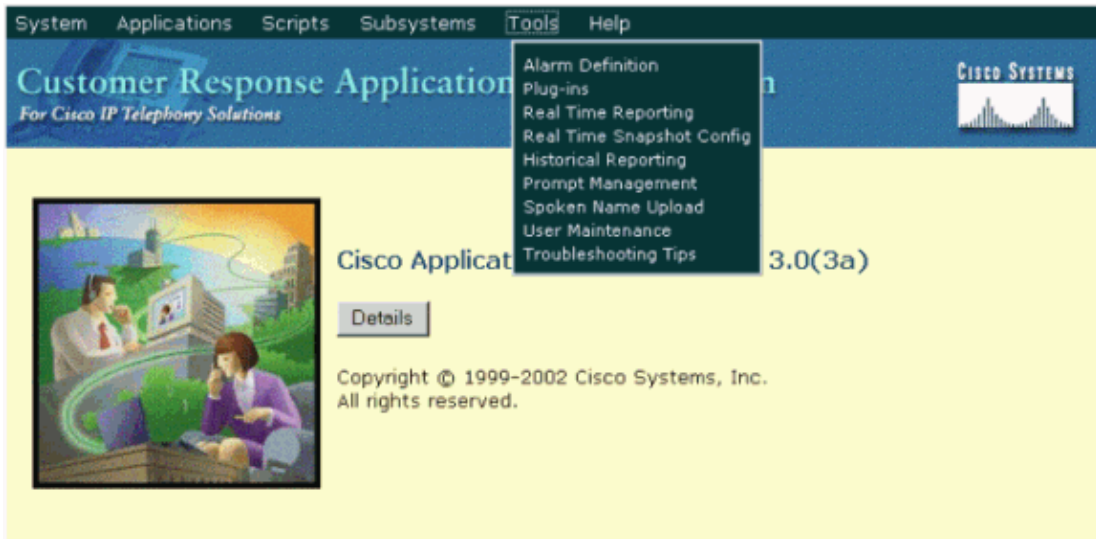 System Applications Scripts Subsystems Tools Help
Customer Response Application
For Cisco IP Telephony Solutions
CISCO SYSTEMS
Alarm Definition
Plug-ins
Real Time Reporting
Real Time Snapshot Config
Historical Reporting
Prompt Management
Spoken Name Upload
User Maintenance
Troubleshooting Tips
Cisco Applicat 3.0(3a)
Details
Copyright © 1999-2002 Cisco Systems, Inc.
All rights reserved.